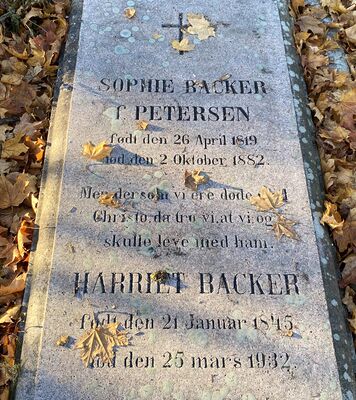 SOPHIE BACKER
f. PETERSEN
født den 26 April 1819
død den 2 Oktober 1882.
Men dersom vi ere døde
Christo, da tro vi, at vi og
skulle leve med ham.
HARRIET BACKER
født den 21 Januar 1845
død den 25 mars 1932.